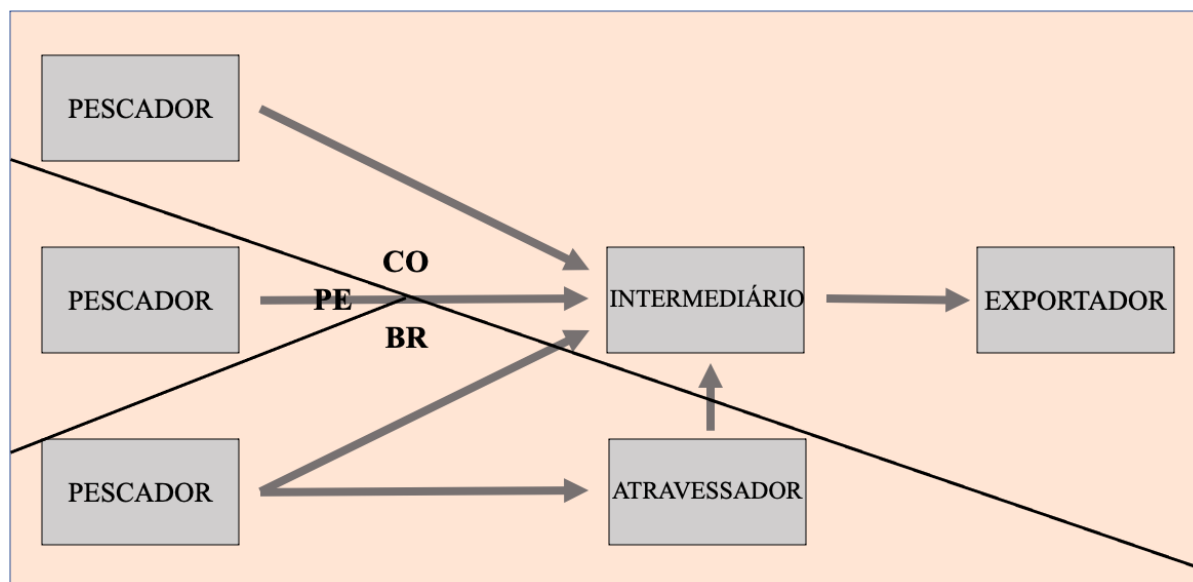 PESCADOR
CO
PESCADOR
PE
INTERMEDIÁRIO
EXPORTADOR
BR
PESCADOR
ATRAVESSADOR